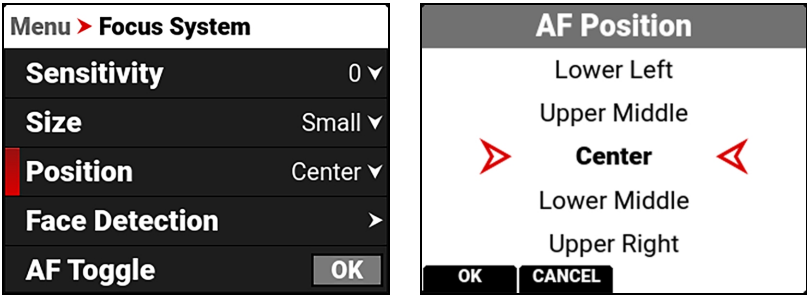 Menu Focus System
Sensitivity 0
Size Small
Position Center
Face Detection
AF Toggle OK
AF Position
Lower Left
Upper Middle
Center
Lower Middle
Upper Right
OK CANCEL